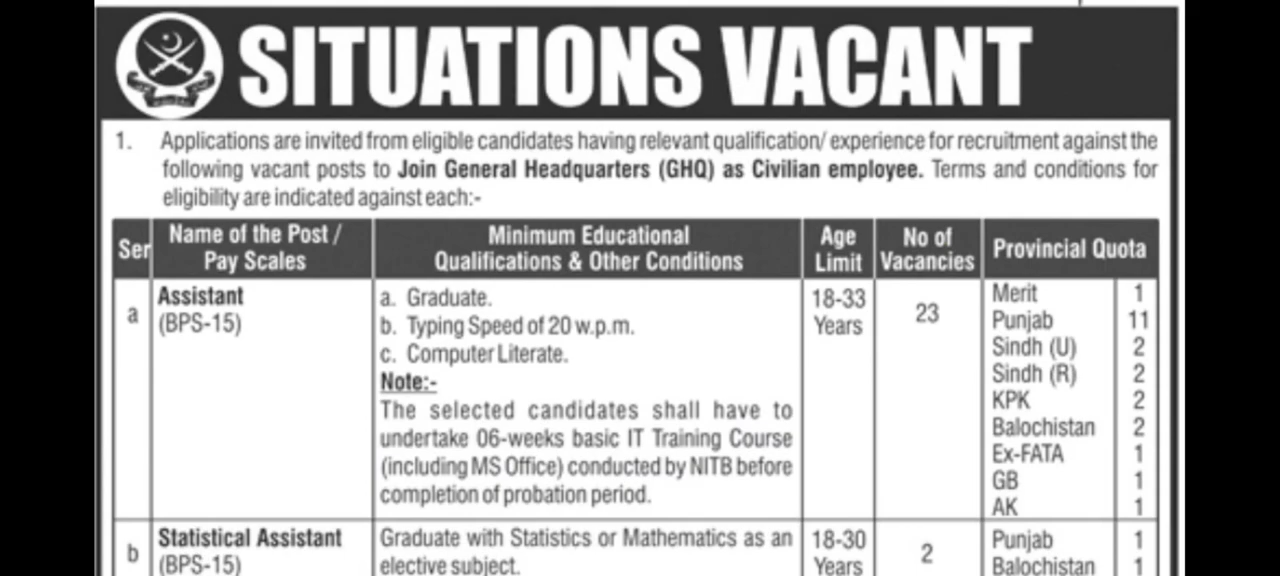 SITUATIONS VACANT
1. Applications are invited from eligible candidates having relevant qualification/ experience for recruitment against the
following vacant posts to Join General Headquarters (GHQ) as Civilian employee. Terms and conditions for
eligibility are indicated against each:-
Ser
Name of the Post /
Pay Scales
Minimum Educational
Qualifications & Other Conditions
Age
Limit
No of
Vacancies
Provincial Quota
a
Assistant
(BPS-15)
a. Graduate.
b. Typing Speed of 20 w.p.m.
c. Computer Literate.
Note:-
The selected candidates shall have to
undertake 06-weeks basic IT Training Course
(including MS Office) conducted by NITB before
completion of probation period.
18-33
Years
23
Merit 1
Punjab 11
Sindh (U) 2
Sindh (R) 2
KPK 2
Balochistan 2
Ex-FATA 1
GB 1
AK 1
b
Statistical Assistant
(BPS-15)
Graduate with Statistics or Mathematics as an
elective subject.
18-30
Years
2
Punjab 1
Balochistan 1